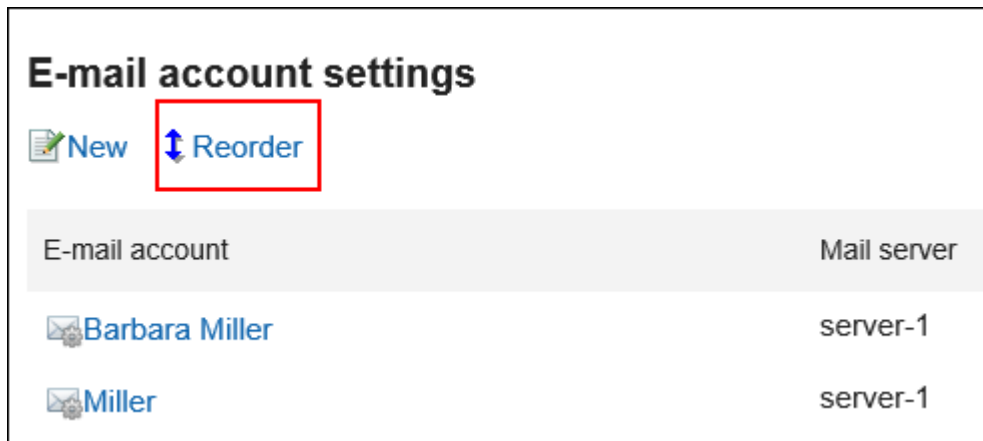 E-mail account settings
New Reorder
E-mail account Mail server
Barbara Miller server-1
Miller server-1